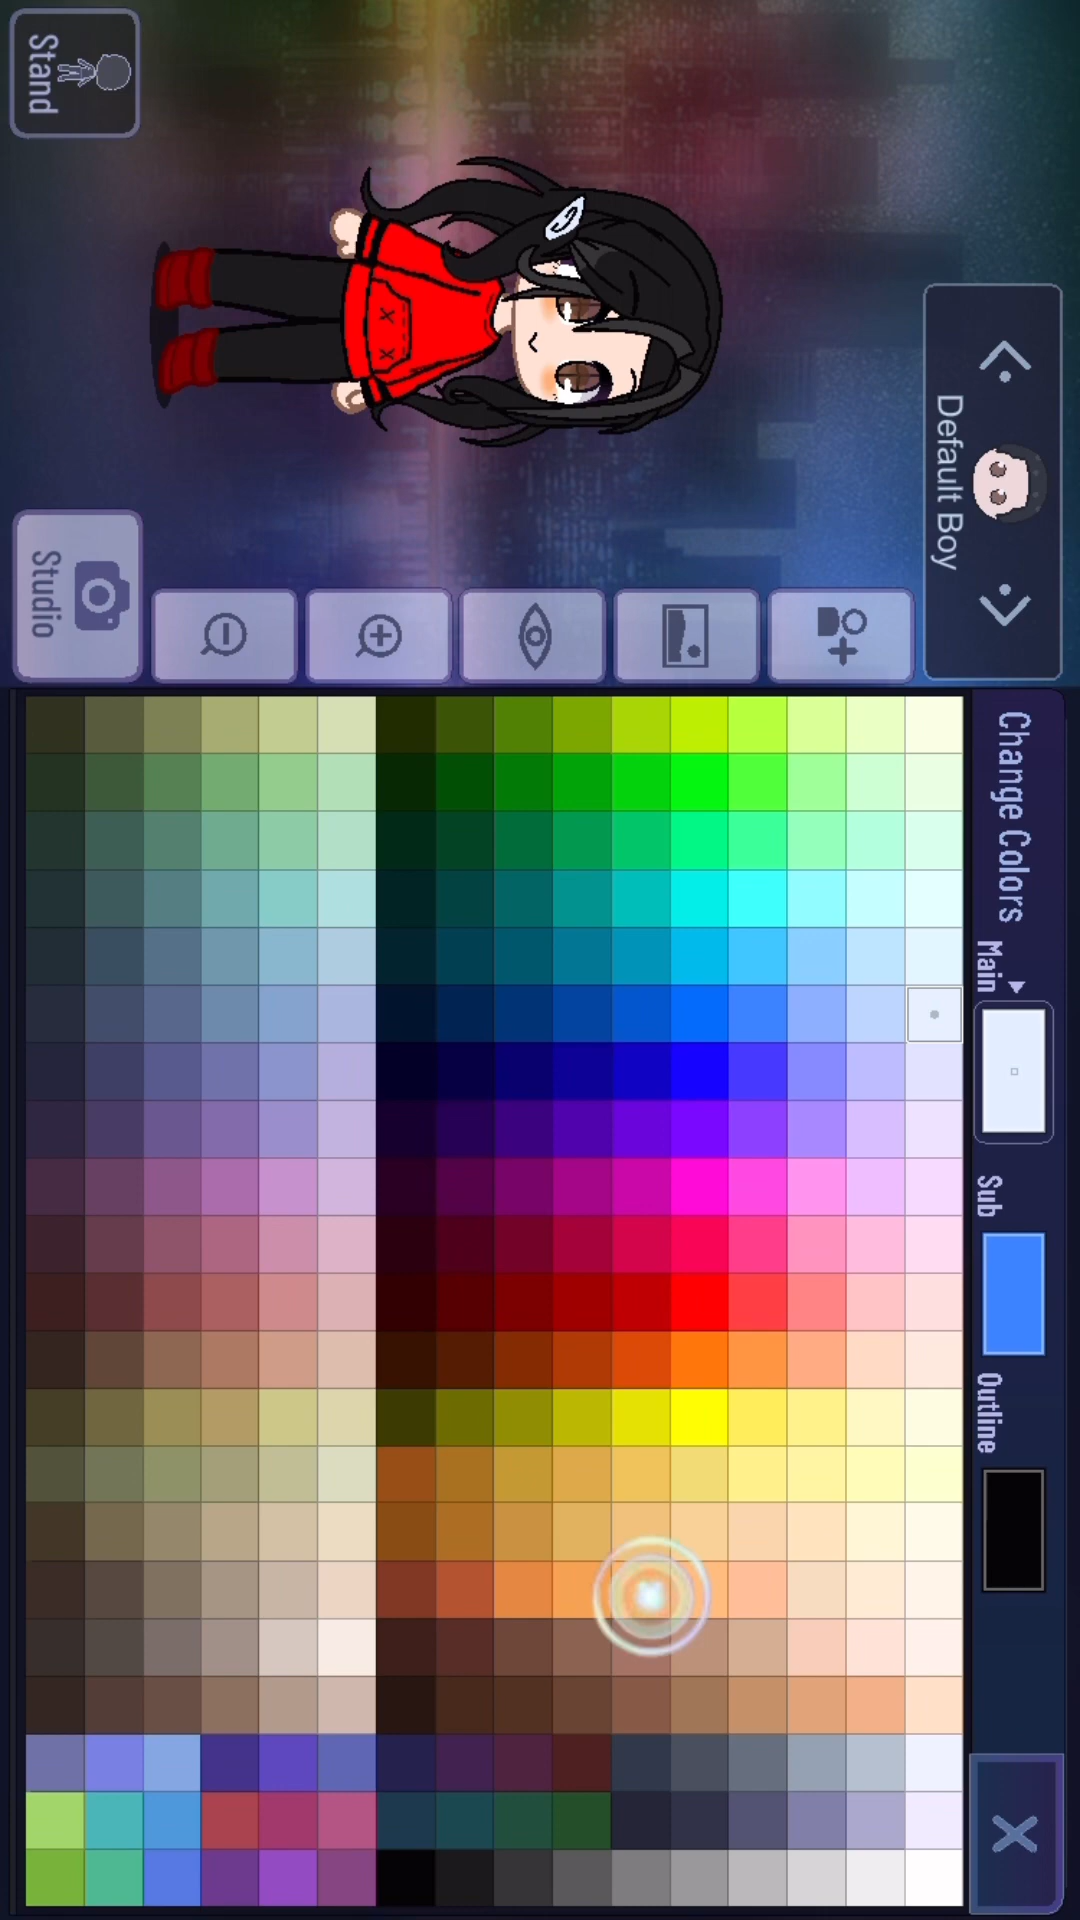 Default Boy
Stand
Studio
Change Colors
Main
Sub
Outline
X